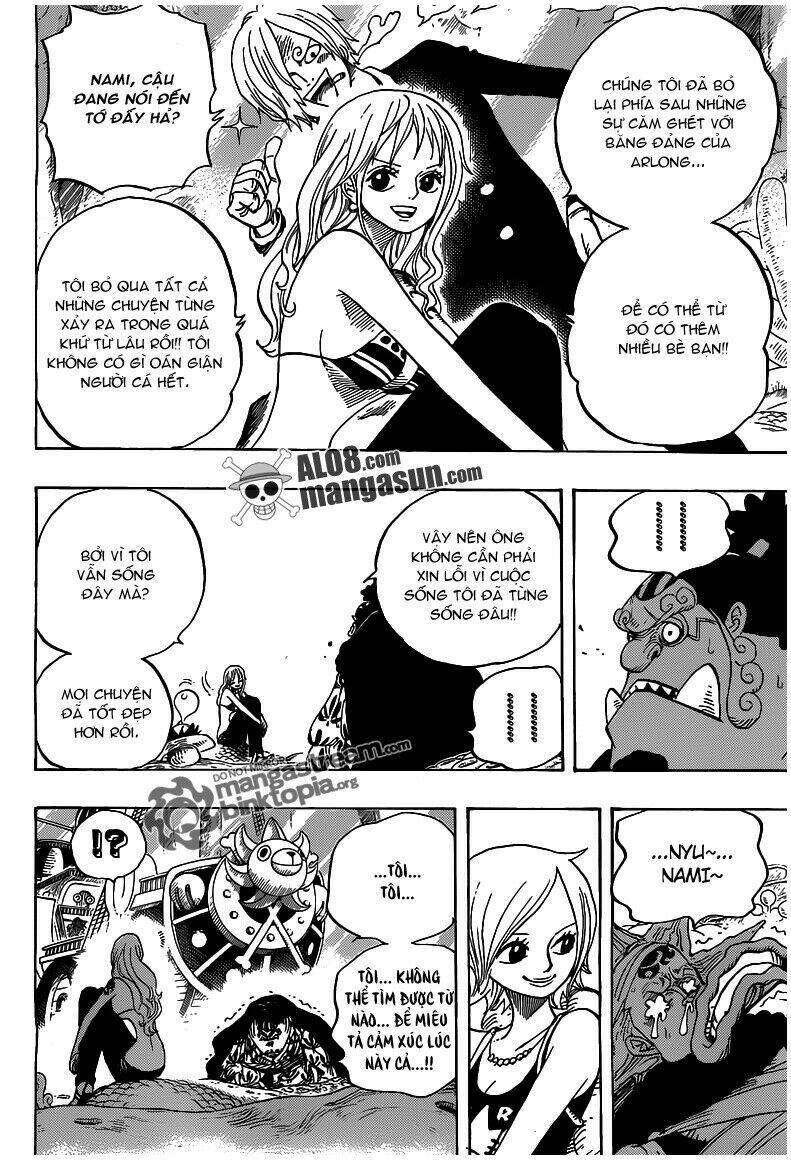 CHÚNG TÔI ĐÃ BỎ
LẠI PHÍA SAU NHỮNG
SỰ CĂM GHÉT VỚI
BĂNG ĐẢNG CỦA
ARLONG...
ĐỂ CÓ THỂ TỪ
ĐÓ CÓ THÊM
NHIỀU BÈ BẠN!!
NAMI, CẬU
ĐANG NÓI ĐẾN
TỚ ĐẤY HẢ?
TÔI BỎ QUA TẤT CẢ
NHỮNG CHUYỆN TỪNG
XẢY RA TRONG QUÁ
KHỨ TỪ LÂU RỒI!! TÔI
KHÔNG CÓ GÌ OÁN GIẬN
NGƯỜI CÁ HẾT.
ALO8.com
mangasun.com
VẬY NÊN ÔNG
KHÔNG CẦN PHẢI
XIN LỖI VÌ CUỘC
SỐNG TÔI ĐÃ TỪNG
SỐNG ĐÂU!!
BỞI VÌ TÔI
VẪN SỐNG
ĐÂY MÀ?
MỌI CHUYỆN
ĐÃ TỐT ĐẸP
HƠN RỒI.
DO NOT MIRROR
mangastream.com
binktopia.org
...NYU~...
NAMI~
R
!?
...TÔI...
TÔI...
TÔI... KHÔNG
THỂ TÌM ĐƯỢC TỪ
NÀO... ĐỂ MIÊU
TẢ CẢM XÚC LÚC
NÀY CẢ...!!